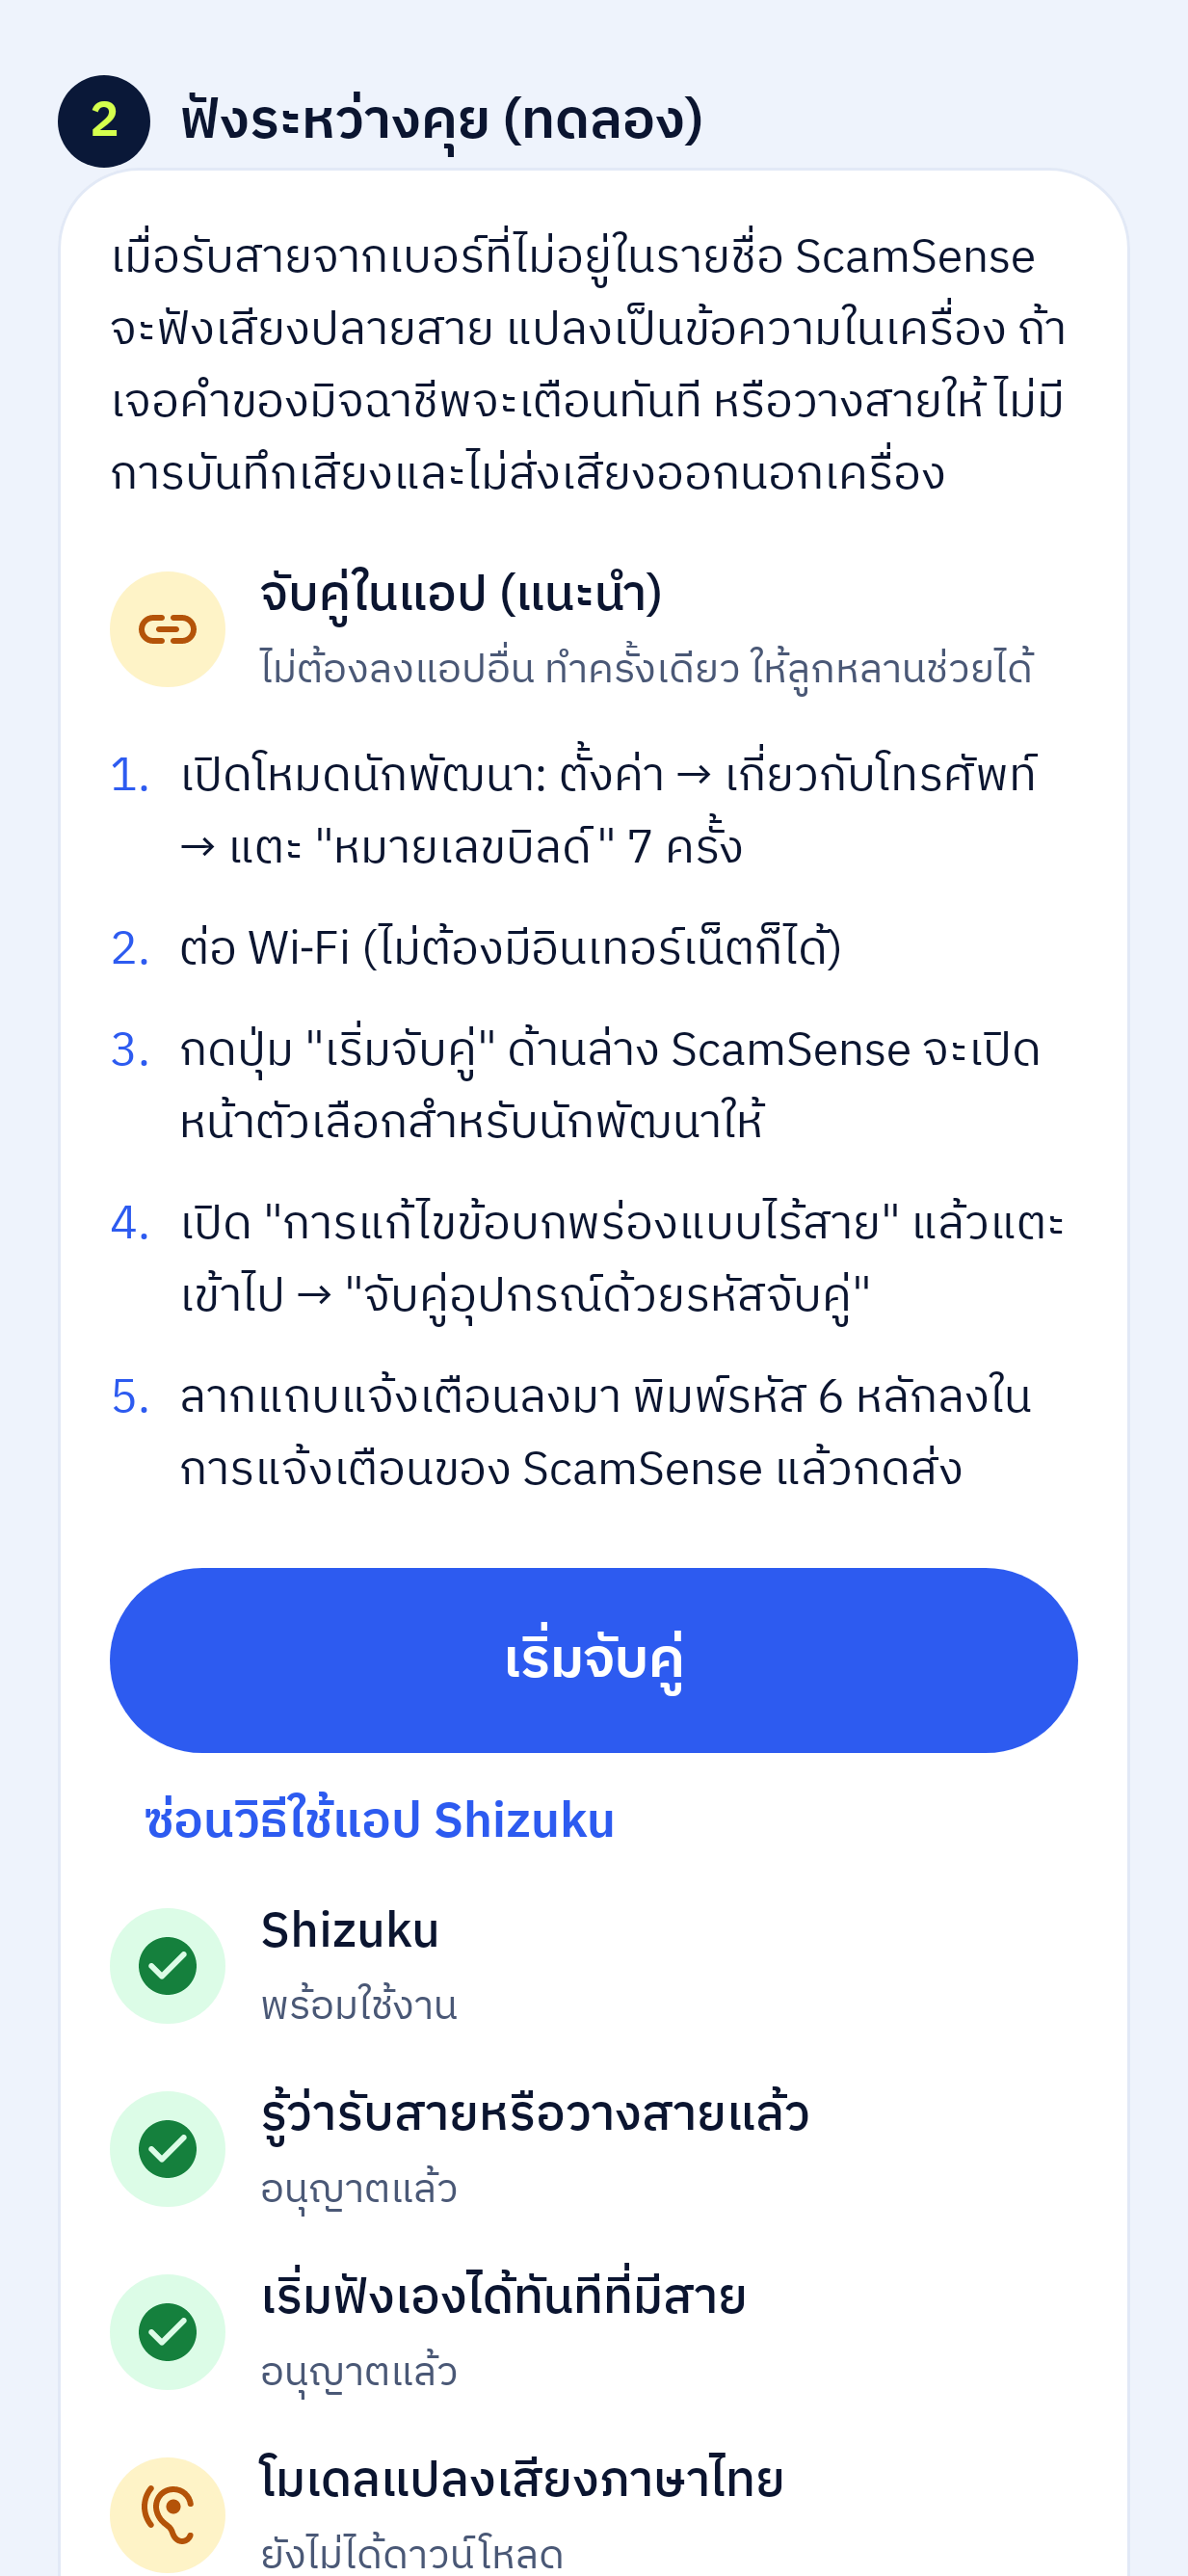 2 ฟังระหว่างคุย (ทดลอง)
เมื่อรับสายจากเบอร์ที่ไม่อยู่ในรายชื่อ ScamSense
จะฟังเสียงปลายสาย แปลงเป็นข้อความในเครื่อง ถ้า
เจอคำของมิจฉาชีพจะเตือนทันที หรือวางสายให้ ไม่มี
การบันทึกเสียงและไม่ส่งเสียงออกนอกเครื่อง
จับคู่ในแอป (แนะนำ)
ไม่ต้องลงแอปอื่น ทำครั้งเดียว ให้ลูกหลานช่วยได้
1. เปิดโหมดนักพัฒนา: ตั้งค่า → เกี่ยวกับโทรศัพท์
→ แตะ "หมายเลขบิลด์" 7 ครั้ง
2. ต่อ Wi-Fi (ไม่ต้องมีอินเทอร์เน็ตก็ได้)
3. กดปุ่ม "เริ่มจับคู่" ด้านล่าง ScamSense จะเปิด
หน้าตัวเลือกสำหรับนักพัฒนาให้
4. เปิด "การแก้ไขข้อบกพร่องแบบไร้สาย" แล้วแตะ
เข้าไป → "จับคู่อุปกรณ์ด้วยรหัสจับคู่"
5. ลากแถบแจ้งเตือนลงมา พิมพ์รหัส 6 หลักลงใน
การแจ้งเตือนของ ScamSense แล้วกดส่ง
เริ่มจับคู่
ซ่อนวิธีใช้แอป Shizuku
Shizuku
พร้อมใช้งาน
รู้ว่ารับสายหรือวางสายแล้ว
อนุญาตแล้ว
เริ่มฟังเองได้ทันทีที่มีสาย
อนุญาตแล้ว
โมเดลแปลงเสียงภาษาไทย
ยังไม่ได้ดาวน์โหลด